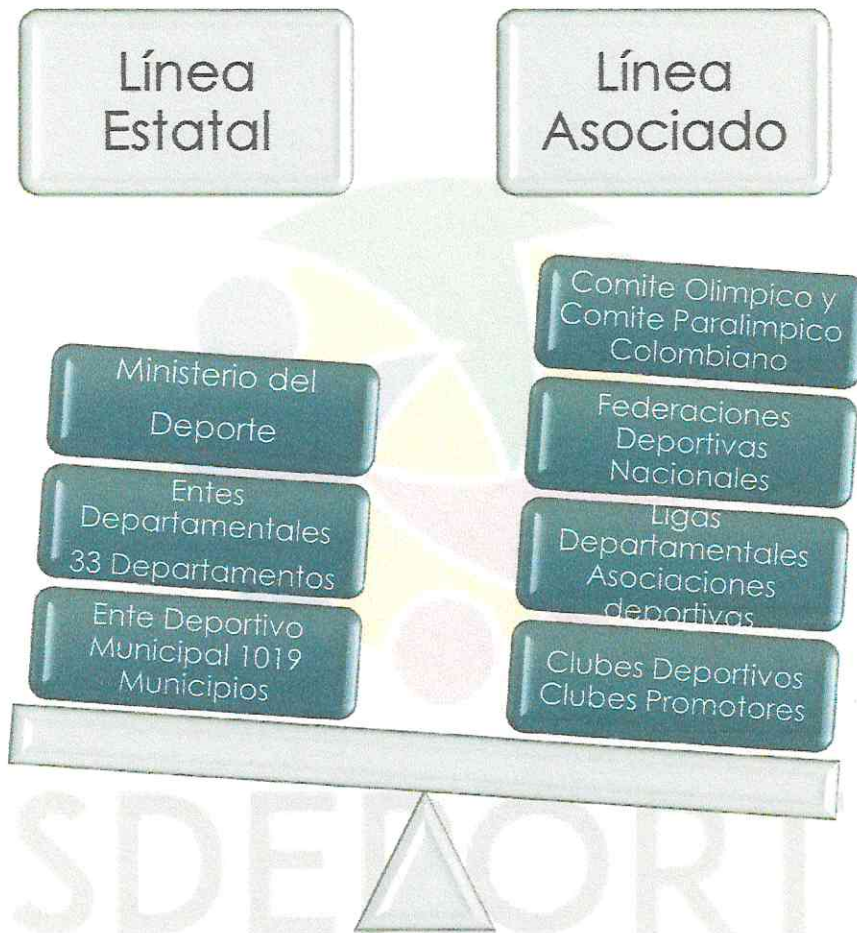 Línea
Estatal
Línea
Asociado
Ministerio del
Deporte
Entes
Departamentales
33 Departamentos
Ente Deportivo
Municipal 1019
Municipios
Comite Olimpico y
Comite Paralimpico
Colombiano
Federaciones
Deportivas
Nacionales
Ligas
Departamentales
Asociaciones
deportivas
Clubes Deportivos
Clubes Promotores
SDEPORT